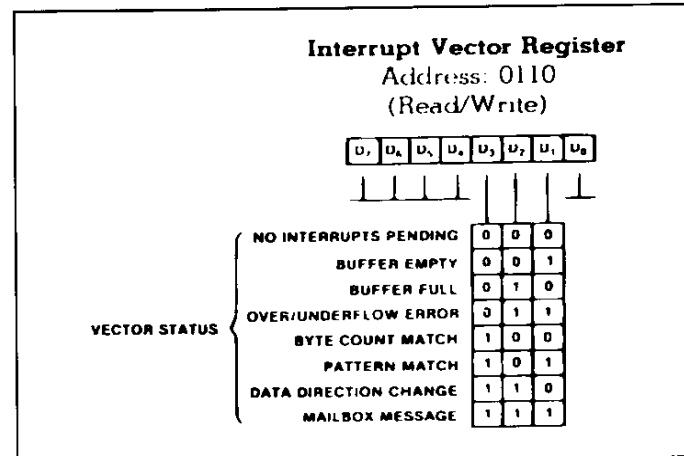 Interrupt Vector Register
Address: 0110
(Read/Write)
D7 D6 D5 D4 D3 D2 D1 D0
NO INTERRUPTS PENDING 0 0 0
BUFFER EMPTY 0 0 1
BUFFER FULL 0 1 0
OVER/UNDERFLOW ERROR 0 1 1
VECTOR STATUS
BYTE COUNT MATCH 1 0 0
PATTERN MATCH 1 0 1
DATA DIRECTION CHANGE 1 1 0
MAILBOX MESSAGE 1 1 1